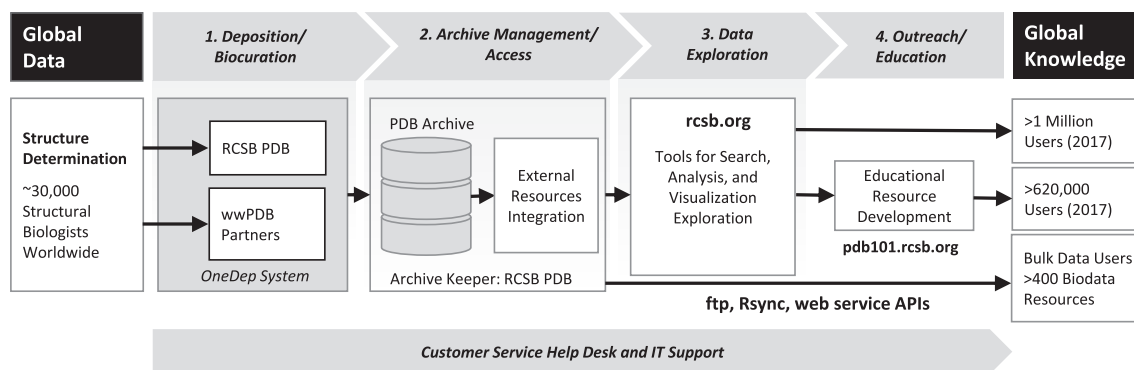 Global
Data
1. Deposition/
Biocuration
2. Archive Management/
Access
3. Data
Exploration
4. Outreach/
Education
Global
Knowledge
Structure
Determination
~30,000
Structural
Biologists
Worldwide
RCSB PDB
wwPDB
Partners
OneDep System
PDB Archive
External
Resources
Integration
Archive Keeper: RCSB PDB
rcsb.org
Tools for Search,
Analysis, and
Visualization
Exploration
Educational
Resource
Development
pdb101.rcsb.org
>1 Million
Users (2017)
>620,000
Users (2017)
Bulk Data Users
>400 Biodata
Resources
ftp, Rsync, web service APIs
Customer Service Help Desk and IT Support